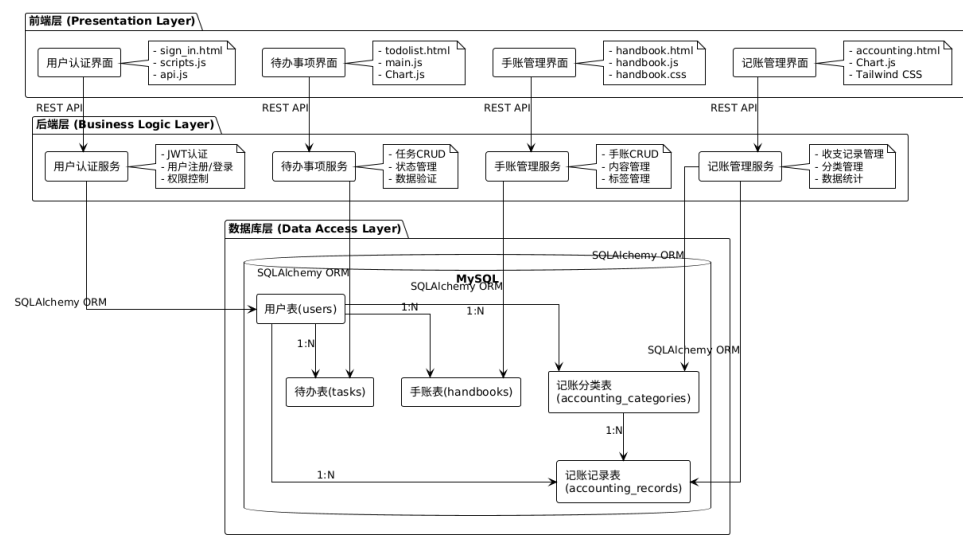 前端层 (Presentation Layer)
用户认证界面
- sign_in.html
- scripts.js
- api.js
待办事项界面
- todolist.html
- main.js
- Chart.js
手账管理界面
- handbook.html
- handbook.js
- handbook.css
记账管理界面
- accounting.html
- Chart.js
- Tailwind CSS
REST API
REST API
REST API
REST API
后端层 (Business Logic Layer)
用户认证服务
- JWT认证
- 用户注册/登录
- 权限控制
待办事项服务
- 任务CRUD
- 状态管理
- 数据验证
手账管理服务
- 手账CRUD
- 内容管理
- 标签管理
记账管理服务
- 收支记录管理
- 分类管理
- 数据统计
数据库层 (Data Access Layer)
SQLAlchemy ORM
SQLAlchemy ORM
MySQL
SQLAlchemy ORM
SQLAlchemy ORM
用户表(users)
1:N
1:N
1:N
SQLAlchemy ORM
待办表(tasks)
手账表(handbooks)
记账分类表
(accounting_categories)
1:N
1:N
记账记录表
(accounting_records)